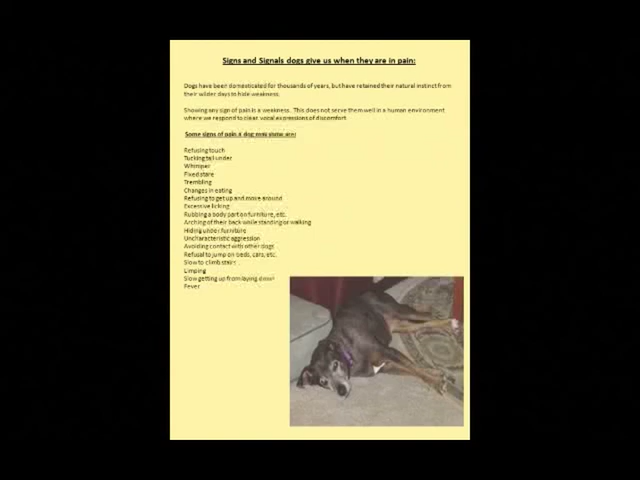 Signs and Signals dogs give us when they are in pain:
Dogs have been domesticated for thousands of years, but have retained their natural instinct from
their wilder days to hide weakness.
Showing any sign of pain is a weakness. This does not serve them well in a human environment
where we respond to clear vocal expressions of discomfort.
Some signs of pain a dog may show are:
Refusing touch
Tucking tail under
Whimper
Fixed stare
Trembling
Changes in eating
Refusing to get up and move around
Excessive licking
Rubbing a body part on furniture, etc.
Arching of their back while standing or walking
Hiding under furniture
Uncharacteristic aggression
Avoiding contact with other dogs
Refusal to jump on beds, cars, etc.
Slow to climb stairs
Limping
Slow getting up from laying down
Fever